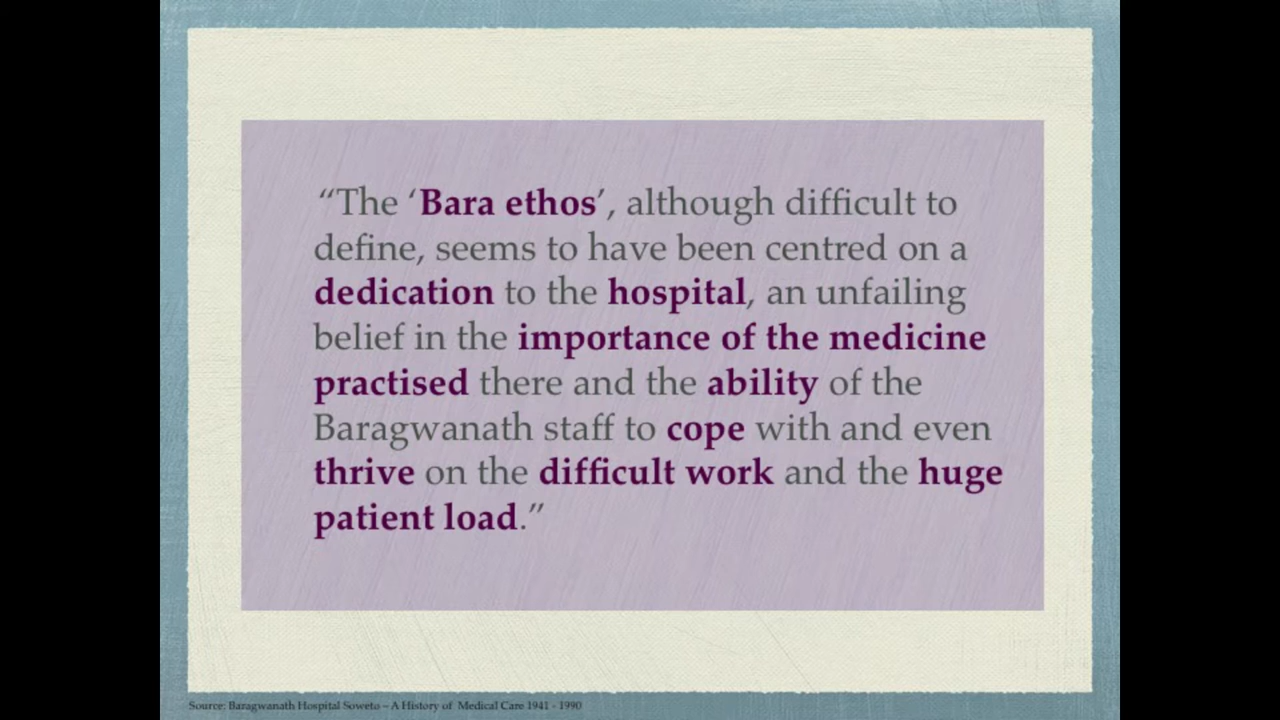 “The ‘Bara ethos’, although difficult to
define, seems to have been centred on a
dedication to the hospital, an unfailing
belief in the importance of the medicine
practised there and the ability of the
Baragwanath staff to cope with and even
thrive on the difficult work and the huge
patient load.”
Source: Baragwanath Hospital Soweto – A History of Medical Care 1941 - 1990